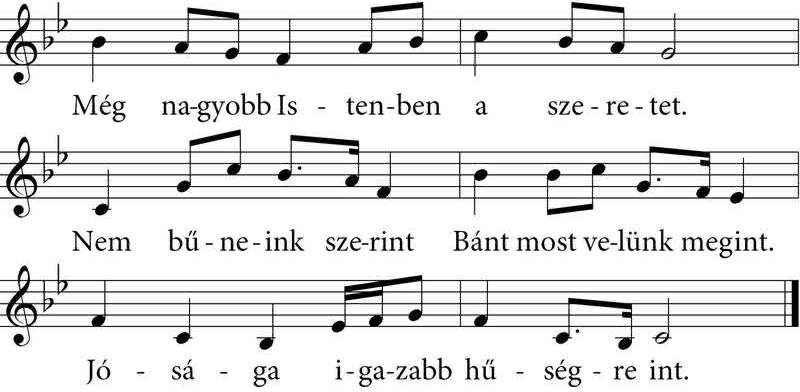 Még na-gyobb Is - ten-ben a sze - re - tet.
Nem bű - ne - ink sze-rint Bánt most ve-lünk megint.
Jó - sá - ga i - ga-zabb hű - ség - re int.